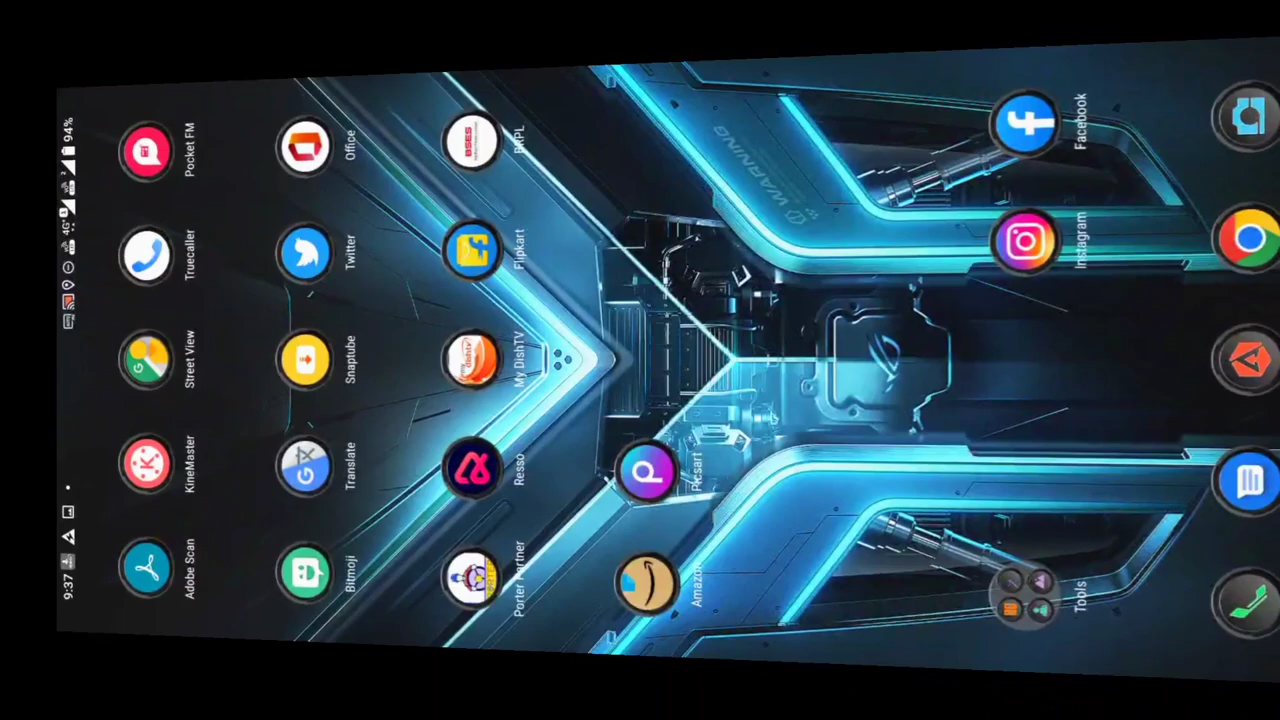 9:37
4G+
94%
Adobe Scan
KineMaster
Street View
Truecaller
Pocket FM
Bitmoji
Translate
Snaptube
Twitter
Office
Porter Partner
Resso
My DishTV
Flipkart
BSES
BRPL
Amazon
Picsart
WARNING
Tools
Instagram
Facebook